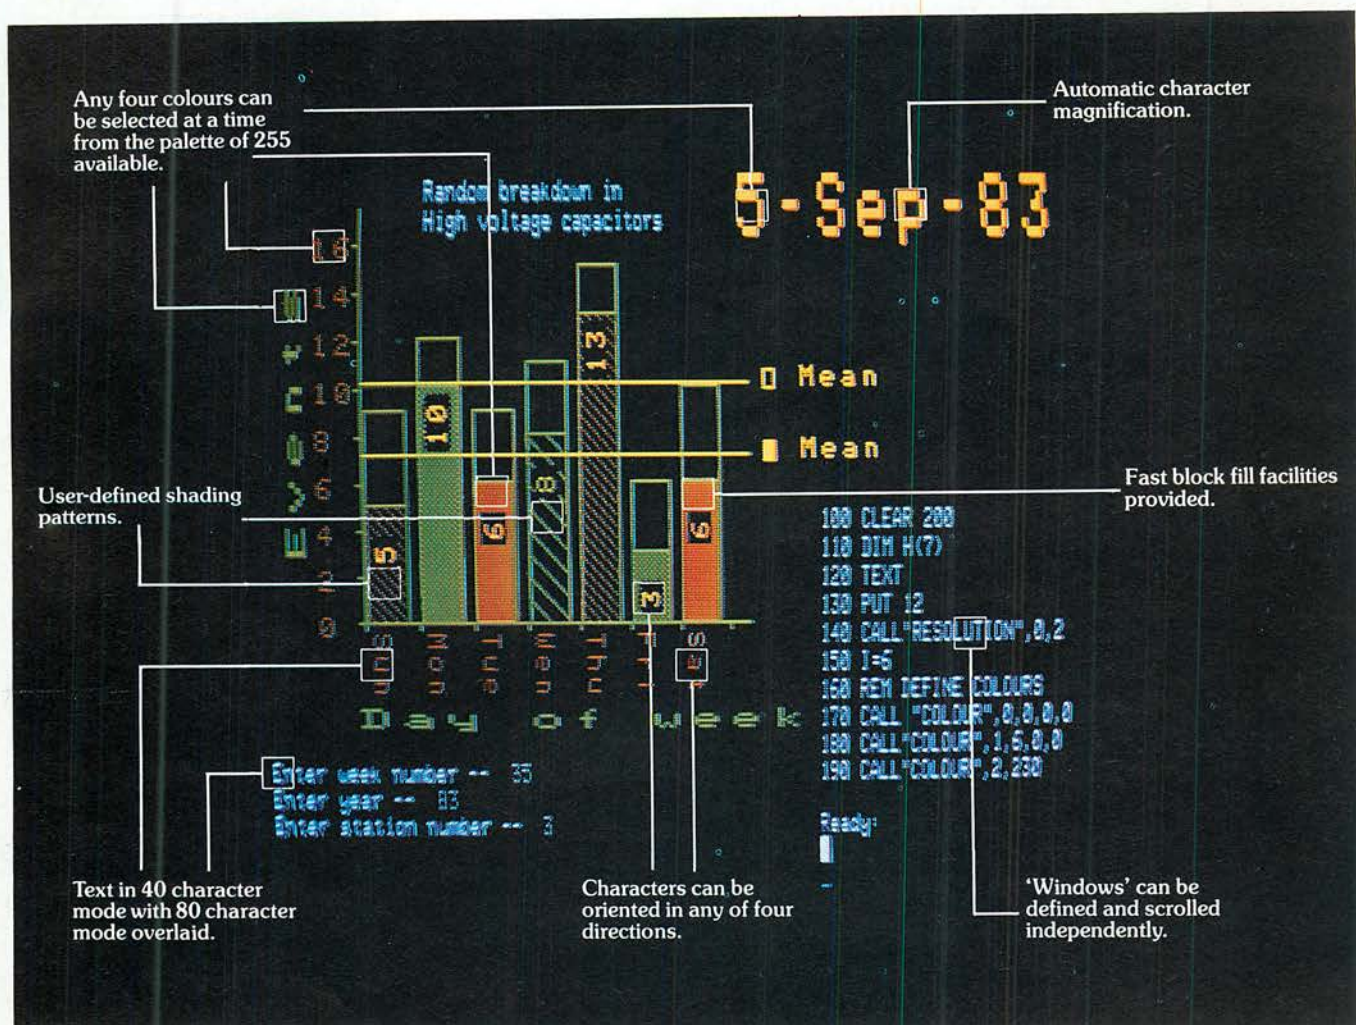 Any four colours can
be selected at a time
from the palette of 255
available.
Automatic character
magnification.
Random breakdown in
High voltage capacitors
5-Sep-83
16
14
12
10
8
6
4
2
0
Events
5
10
6
8
13
3
6
Mean
Mean
Sun
Mon
Tue
Wen
Thu
Fri
Sat
Day of week
User-defined shading
patterns.
Fast block fill facilities
provided.
100 CLEAR 200
110 DIM H(7)
120 TEXT
130 PUT 12
140 CALL"RESOLUTION",0,2
150 I=6
160 REM DEFINE COLOURS
170 CALL "COLOUR",0,0,0,0
180 CALL"COLOUR",1,6,0,0
190 CALL"COLOUR",2,230
Ready:
Enter week number -- 35
Enter year -- 83
Enter station number -- 3
Text in 40 character
mode with 80 character
mode overlaid.
Characters can be
oriented in any of four
directions.
'Windows' can be
defined and scrolled
independently.